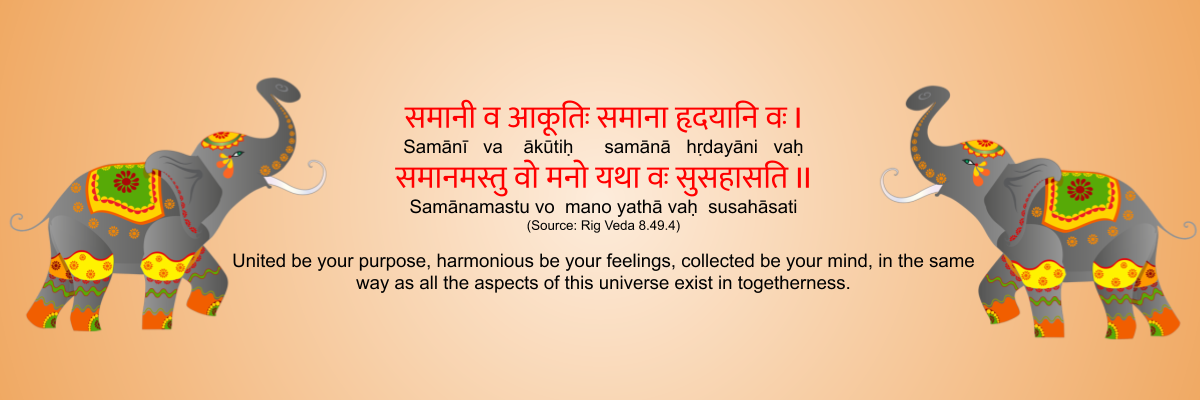 समानी व आकूतिः समाना हृदयानि वः ।
Samānī va ākūtiḥ samānā hṛdayāni vaḥ
समानमस्तु वो मनो यथा वः सुसहासति ॥
Samānamastu vo mano yathā vaḥ susahāsati
(Source: Rig Veda 8.49.4)
United be your purpose, harmonious be your feelings, collected be your mind, in the same
way as all the aspects of this universe exist in togetherness.